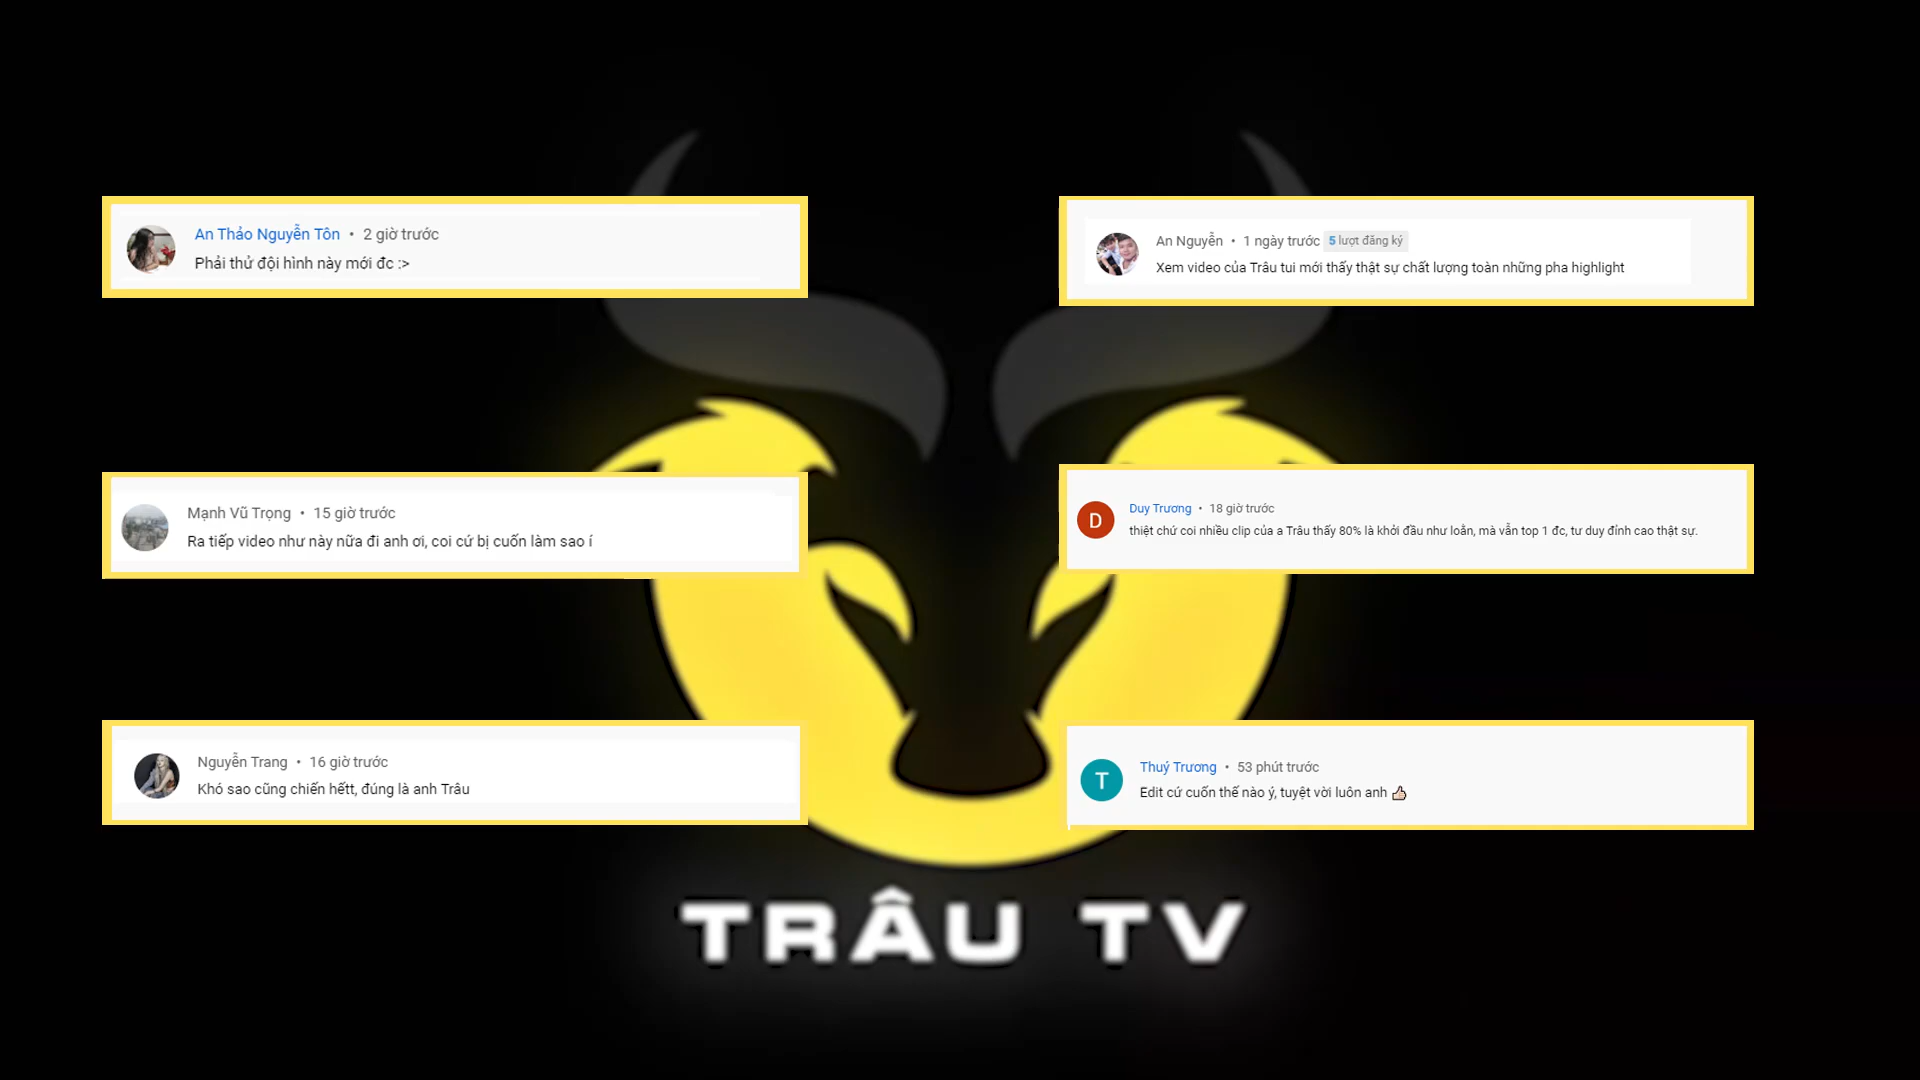 An Thảo Nguyễn Tôn • 2 giờ trước
Phải thử đội hình này mới đc :>
An Nguyễn • 1 ngày trước 5 lượt đăng ký
Xem video của Trâu tui mới thấy thật sự chất lượng toàn những pha highlight
Mạnh Vũ Trọng • 15 giờ trước
Ra tiếp video như này nữa đi anh ơi, coi cứ bị cuốn làm sao í
D
Duy Trương • 18 giờ trước
thiệt chứ coi nhiều clip của a Trâu thấy 80% là khởi đầu như loằn, mà vẫn top 1 đc, tư duy đỉnh cao thật sự.
Nguyễn Trang • 16 giờ trước
Khó sao cũng chiến hếtt, đúng là anh Trâu
T
Thuý Trương • 53 phút trước
Edit cứ cuốn thế nào ý, tuyệt vời luôn anh 👍🏻
TRÂU TV